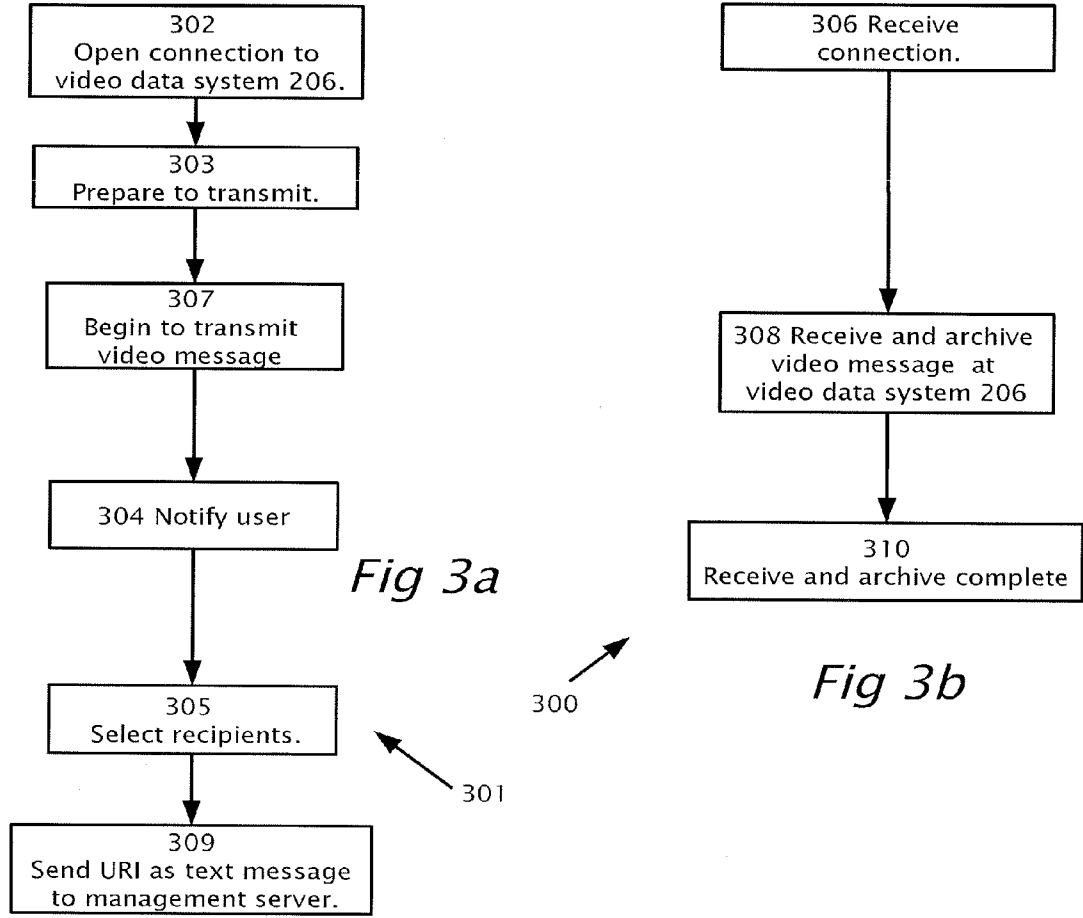 302
Open connection to
video data system 206.
303
Prepare to transmit.
307
Begin to transmit
video message
304 Notify user
Fig 3a
305
Select recipients.
301
309
Send URI as text message
to management server.
306 Receive
connection.
308 Receive and archive
video message at
video data system 206
310
Receive and archive complete
300
Fig 3b